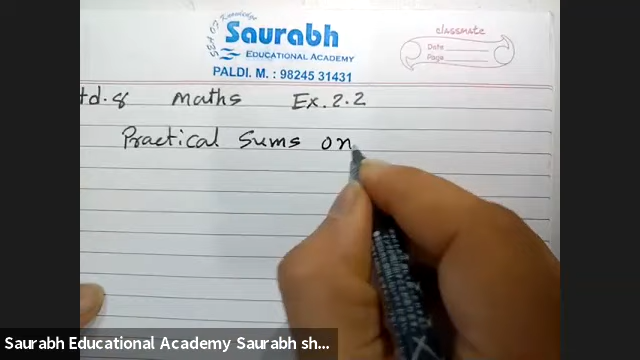 SEA OF Knowledge
Saurabh
EDUCATIONAL ACADEMY
PALDI. M. : 98245 31431
classmate
Date
Page
td. 8 Maths Ex. 2.2
Practical Sums on
Saurabh Educational Academy Saurabh sh...